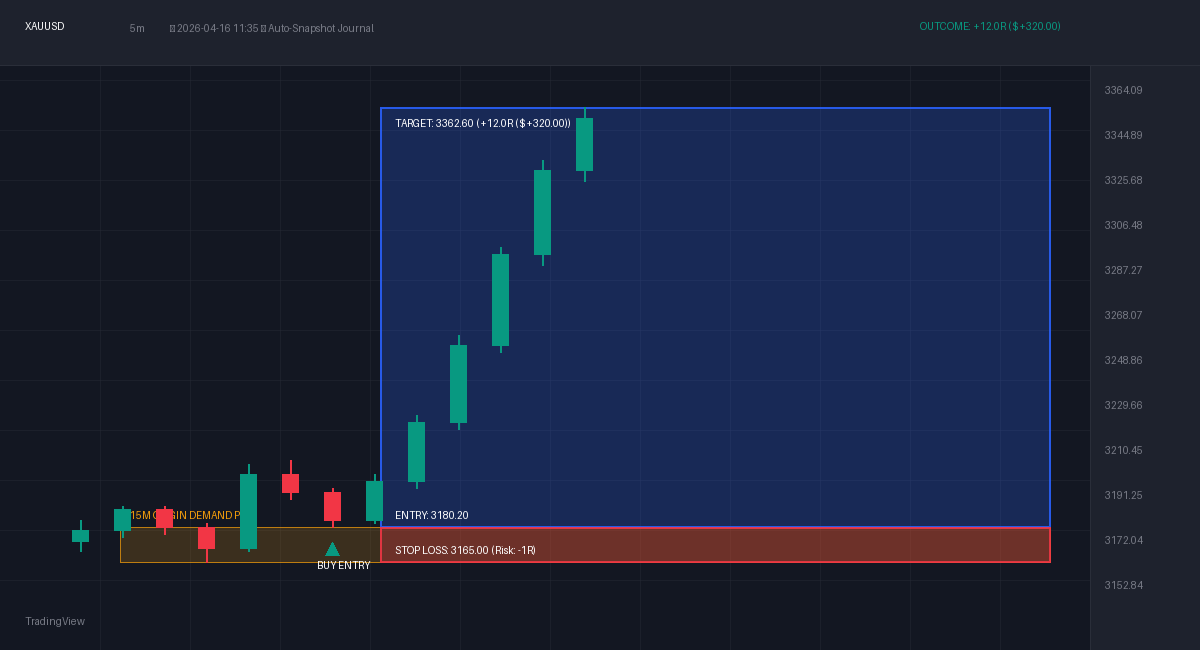 XAUUSD
5m
2026-04-16 11:35 Auto-Snapshot Journal
OUTCOME: +12.0R ($+320.00)
TARGET: 3362.60 (+12.0R ($+320.00))
15M DEMAND
ENTRY: 3180.20
STOP LOSS: 3165.00 (Risk: -1R)
BUY ENTRY
3364.09
3344.89
3325.68
3306.48
3287.27
3268.07
3248.86
3229.66
3210.45
3191.25
3172.04
3152.84
TradingView